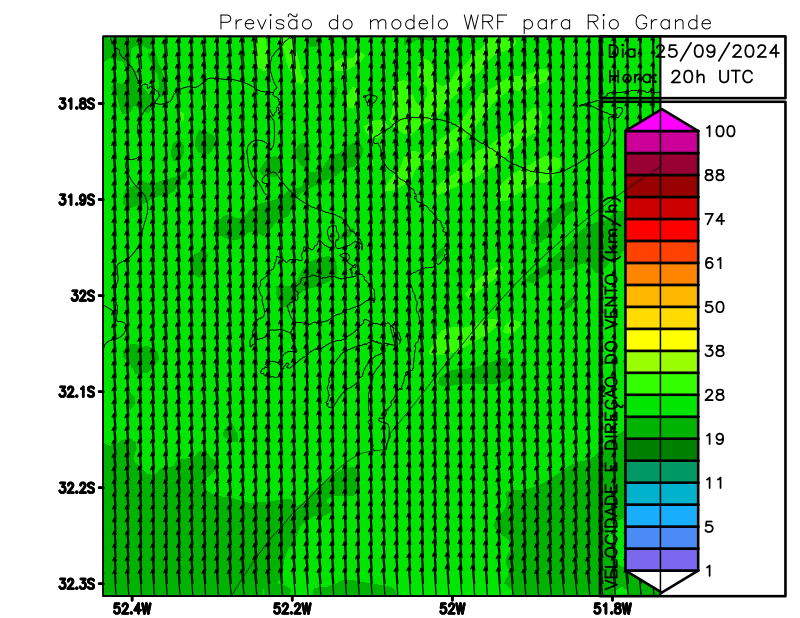 Previsão do modelo WRF para Rio Grande
Dia: 25/09/2024
Hora: 20h UTC
31.8S
31.9S
32S
32.1S
32.2S
32.3S
52.4W
52.2W
52W
51.8W
VELOCIDADE E DIREÇÃO DO VENTO (km/h)
100
88
74
61
50
38
28
19
11
5
1